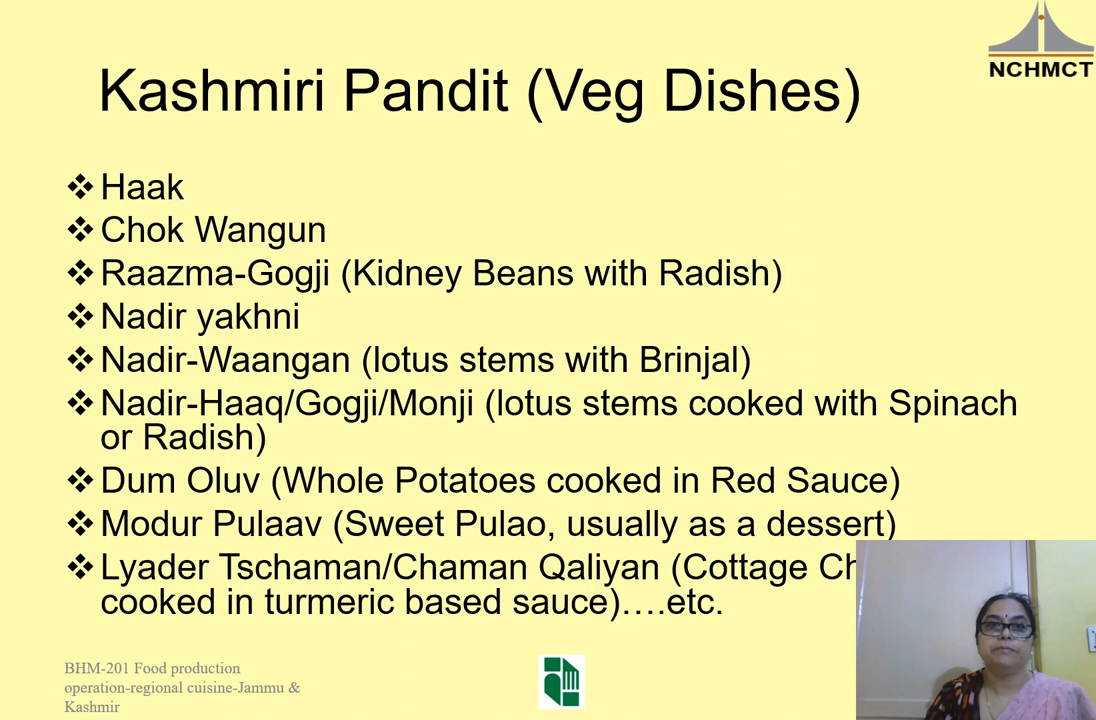 NCHMCT
Kashmiri Pandit (Veg Dishes)
❖Haak
❖Chok Wangun
❖Raazma-Gogji (Kidney Beans with Radish)
❖Nadir yakhni
❖Nadir-Waangan (lotus stems with Brinjal)
❖Nadir-Haaq/Gogji/Monji (lotus stems cooked with Spinach
or Radish)
❖Dum Oluv (Whole Potatoes cooked in Red Sauce)
❖Modur Pulaav (Sweet Pulao, usually as a dessert)
❖Lyader Tschaman/Chaman Qaliyan (Cottage
cooked in turmeric based sauce)….etc.
BHM-201 Food production
operation-regional cuisine-Jammu &
Kashmir